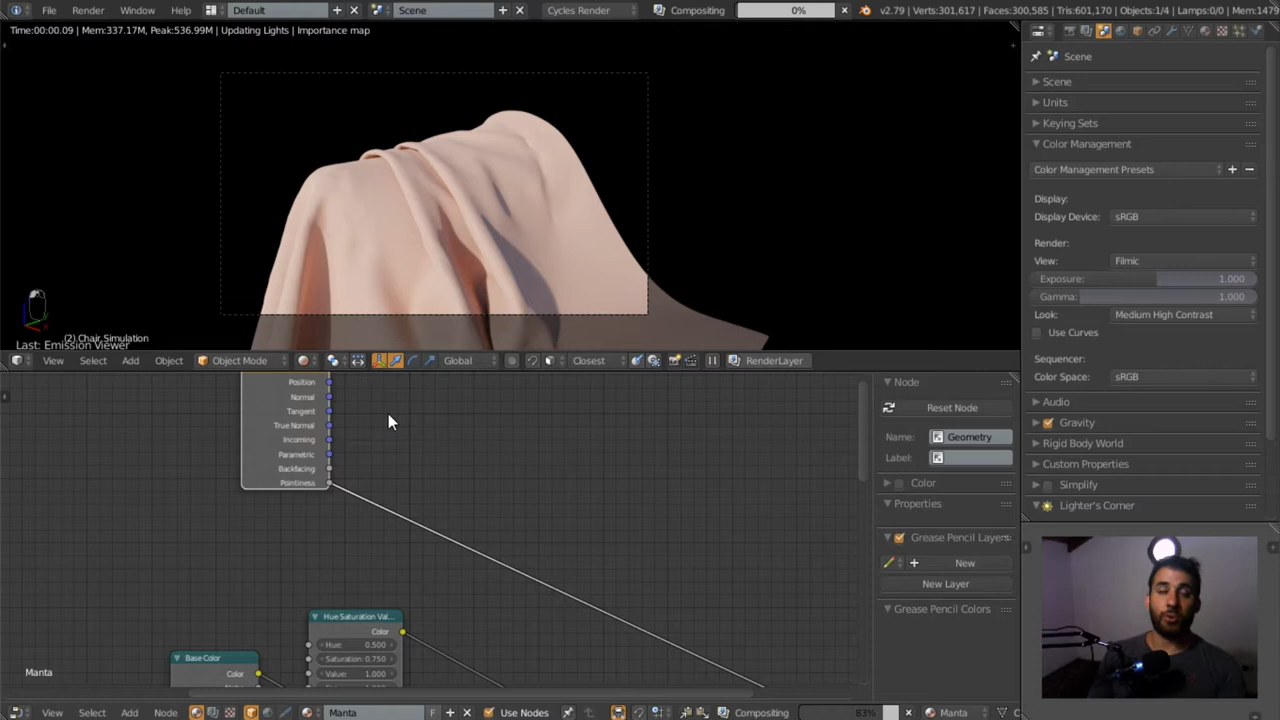 File Render Window Help Default Scene Cycles Render Compositing 0% v2.79 | Verts:301,617 | Faces:300,585 | Tris:601,170 | Objects:1/4 | Lamps:0/0 | Mem:1479
Time:00:00.09 | Mem:337.17M, Peak:536.99M | Updating Lights | Importance map
Scene
Scene
Units
Keying Sets
Color Management
Color Management Presets
Display:
Display Device: sRGB
Render:
View: Filmic
Exposure: 1.000
Gamma: 1.000
Look: Medium High Contrast
Use Curves
Sequencer:
Color Space: sRGB
Audio
Gravity
Rigid Body World
Custom Properties
Simplify
Lighter's Corner
(2) Chair Simulation
Last: Emission Viewer
View Select Add Object Object Mode Global Closest RenderLayer
Position
Normal
Tangent
True Normal
Incoming
Parametric
Backfacing
Pointiness
Hue Saturation Val...
Color
Hue: 0.500
Saturation: 0.750
Value: 1.000
Base Color
Color
Manta
Node
Reset Node
Name: Geometry
Label:
Color
Properties
Grease Pencil Layers
New
New Layer
Grease Pencil Colors
View Select Add Node Manta F Use Nodes Compositing 83% Manta